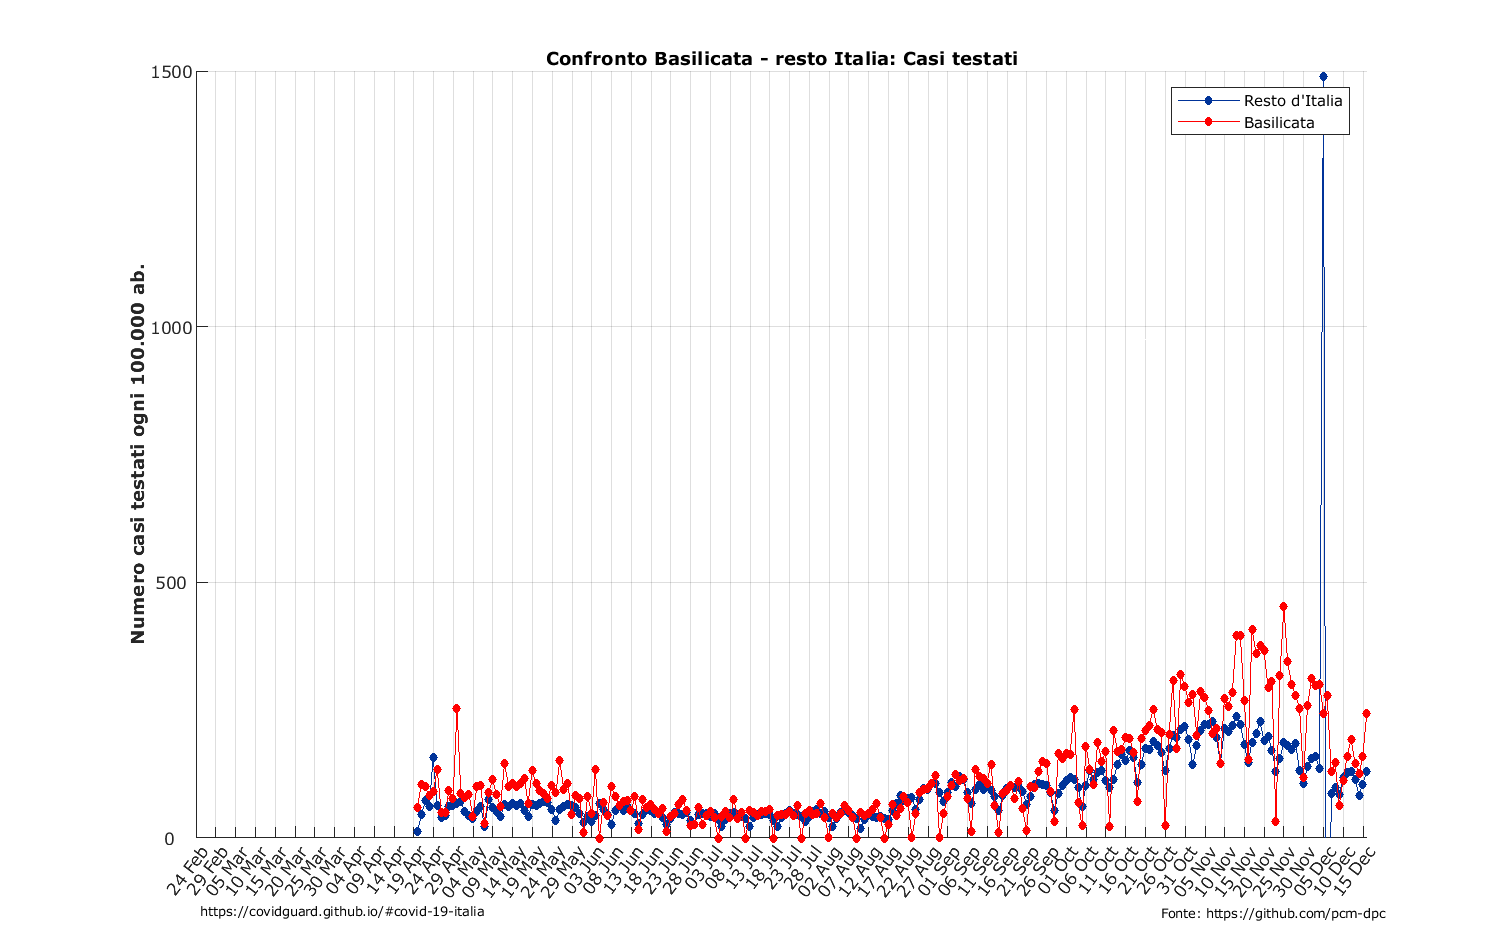 Confronto Basilicata - resto Italia: Casi testati
Numero casi testati ogni 100.000 ab.
1500
1000
500
0
Resto d'Italia
Basilicata
24 Feb
29 Feb
05 Mar
10 Mar
15 Mar
20 Mar
25 Mar
30 Mar
04 Apr
09 Apr
14 Apr
19 Apr
24 Apr
29 Apr
04 May
09 May
14 May
19 May
24 May
29 May
03 Jun
08 Jun
13 Jun
18 Jun
23 Jun
28 Jun
03 Jul
08 Jul
13 Jul
18 Jul
23 Jul
28 Jul
02 Aug
07 Aug
12 Aug
17 Aug
22 Aug
27 Aug
01 Sep
06 Sep
11 Sep
16 Sep
21 Sep
26 Sep
01 Oct
06 Oct
11 Oct
16 Oct
21 Oct
26 Oct
31 Oct
05 Nov
10 Nov
15 Nov
20 Nov
25 Nov
30 Nov
05 Dec
10 Dec
15 Dec
https://covidguard.github.io/#covid-19-italia
Fonte: https://github.com/pcm-dpc